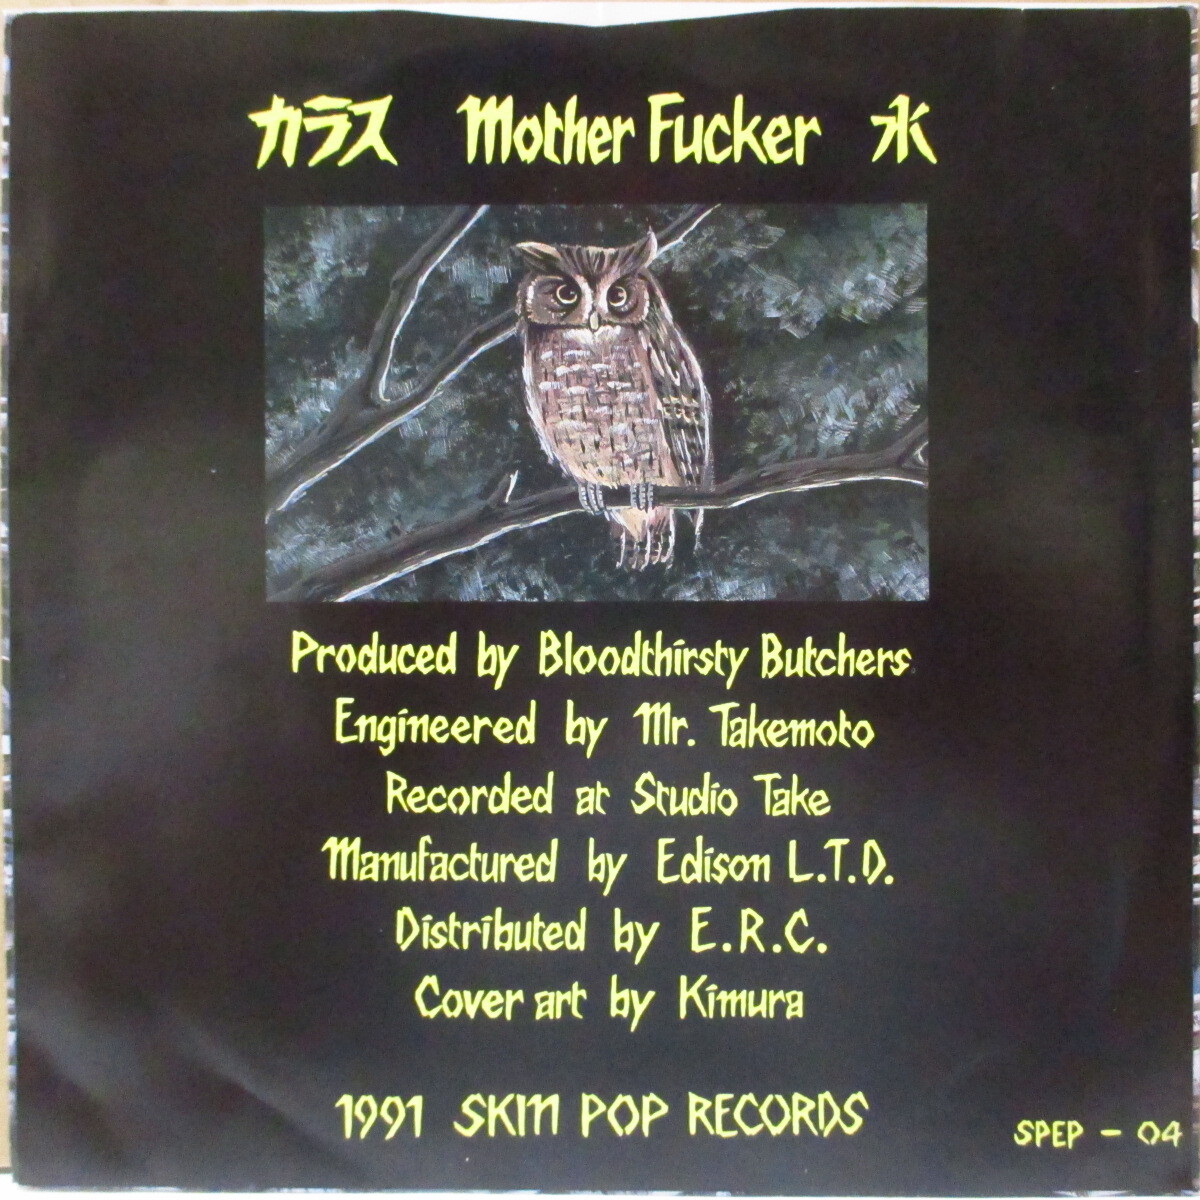 カラス Mother Fucker 水
Produced by Bloodthirsty Butchers
Engineered by Mr. Takemoto
Recorded at Studio Take
Manufactured by Edison L.T.D.
Distributed by E.R.C.
Cover art by Kimura
1991 SKIN POP RECORDS
SPEP - 04